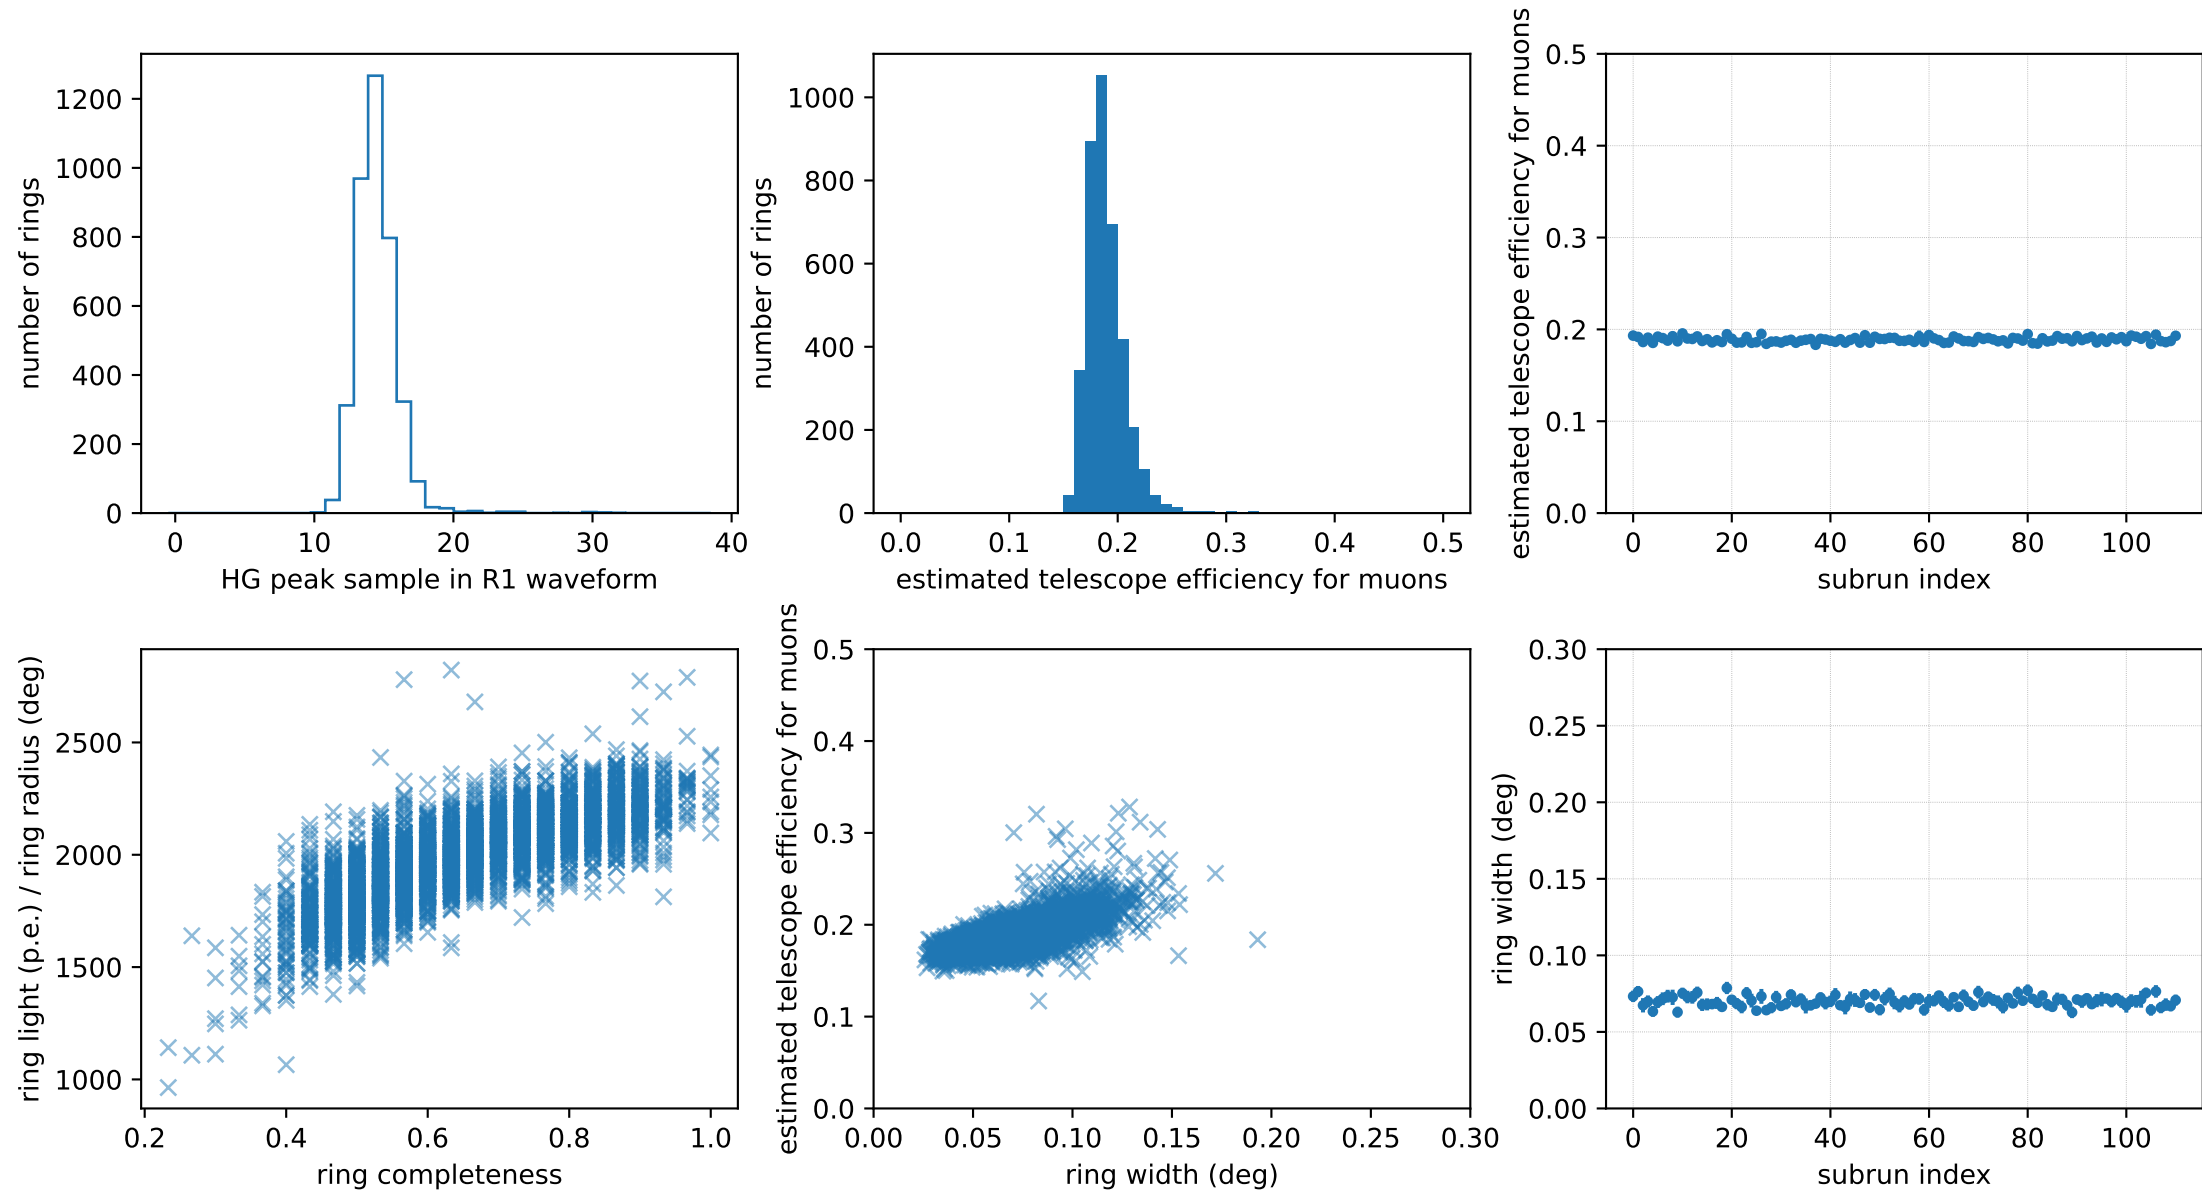 number of rings
1200
1000
800
600
400
200
0
0 10 20 30 40
HG peak sample in R1 waveform
number of rings
1000
800
600
400
200
0
0.0 0.1 0.2 0.3 0.4 0.5
estimated telescope efficiency for muons
estimated telescope efficiency for muons
0.5
0.4
0.3
0.2
0.1
0.0
0 20 40 60 80 100
subrun index
ring light (p.e.) / ring radius (deg)
2500
2000
1500
1000
0.2 0.4 0.6 0.8 1.0
ring completeness
estimated telescope efficiency for muons
0.5
0.4
0.3
0.2
0.1
0.0
0.00 0.05 0.10 0.15 0.20 0.25 0.30
ring width (deg)
ring width (deg)
0.30
0.25
0.20
0.15
0.10
0.05
0.00
0 20 40 60 80 100
subrun index